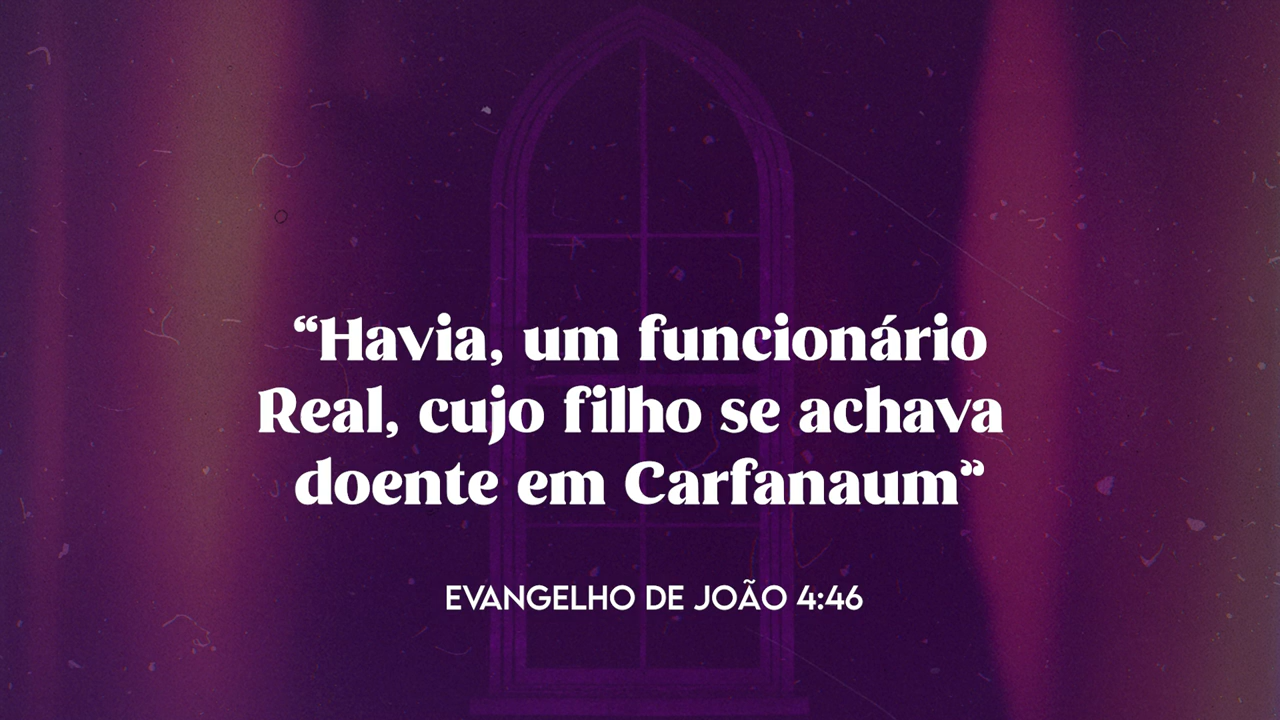 “Havia, um funcionário
Real, cujo filho se achava
doente em Carfanaum”
EVANGELHO DE JOÃO 4:46